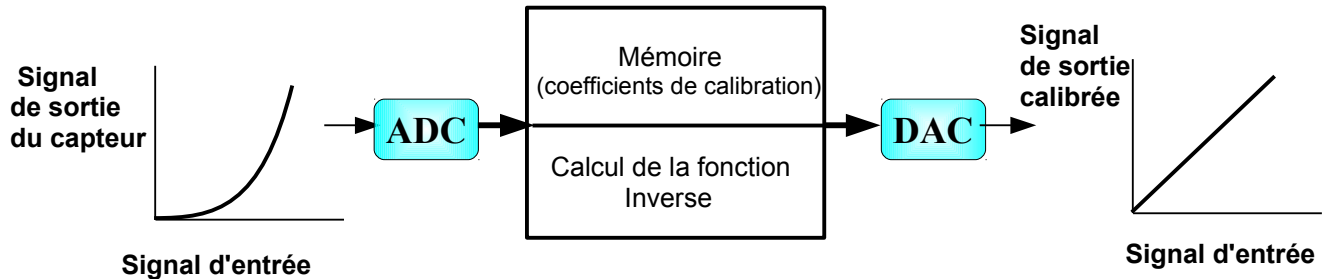 Signal
de sortie
du capteur
Signal d'entrée
ADC
Mémoire
(coefficients de calibration)
Calcul de la fonction
Inverse
DAC
Signal
de sortie
calibrée
Signal d'entrée